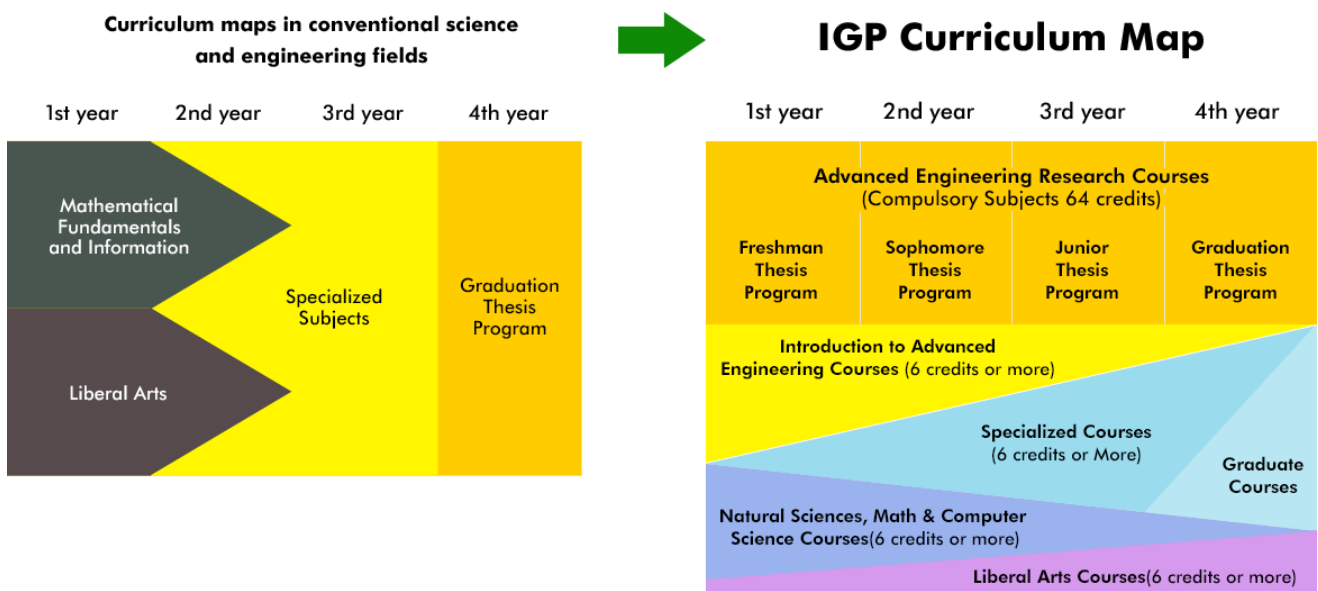 Curriculum maps in conventional science
and engineering fields
1st year
2nd year
3rd year
4th year
Mathematical
Fundamentals
and Information
Liberal Arts
Specialized
Subjects
Graduation
Thesis
Program
IGP Curriculum Map
1st year
2nd year
3rd year
4th year
Advanced Engineering Research Courses
(Compulsory Subjects 64 credits)
Freshman
Thesis
Program
Sophomore
Thesis
Program
Junior
Thesis
Program
Graduation
Thesis
Program
Introduction to Advanced
Engineering Courses (6 credits or more)
Specialized Courses
(6 credits or More)
Graduate
Courses
Natural Sciences, Math & Computer
Science Courses(6 credits or more)
Liberal Arts Courses(6 credits or more)